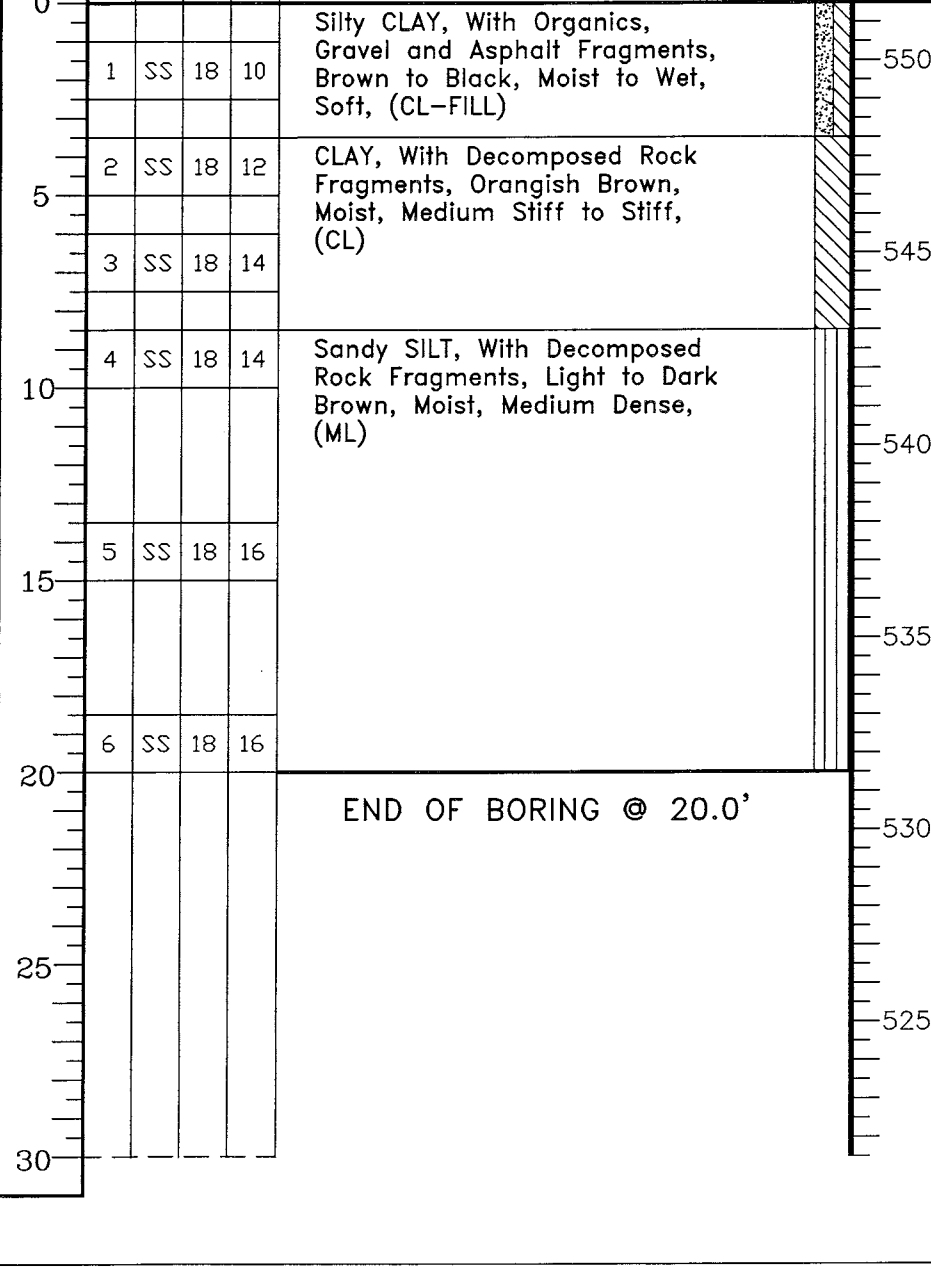 0
Silty CLAY, With Organics,
Gravel and Asphalt Fragments,
Brown to Black, Moist to Wet,
Soft, (CL-FILL)
1 SS 18 10
550
2 SS 18 12
CLAY, With Decomposed Rock
Fragments, Orangish Brown,
Moist, Medium Stiff to Stiff,
(CL)
5
3 SS 18 14
545
4 SS 18 14
Sandy SILT, With Decomposed
Rock Fragments, Light to Dark
Brown, Moist, Medium Dense,
(ML)
10
540
5 SS 18 16
15
535
6 SS 18 16
20
END OF BORING @ 20.0'
530
25
525
30